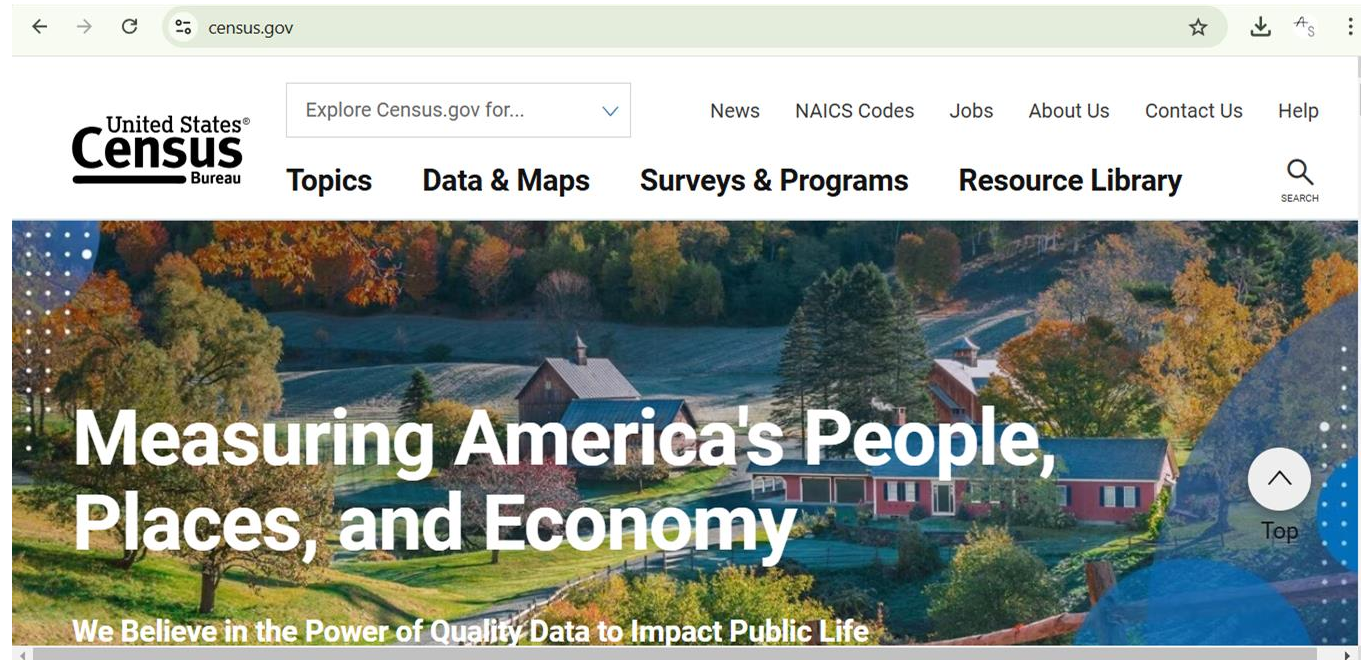 census.gov
Explore Census.gov for...
News NAICS Codes Jobs About Us Contact Us Help
United States®
Census
Bureau
Topics Data & Maps Surveys & Programs Resource Library
SEARCH
Measuring America's People,
Places, and Economy
Top
We Believe in the Power of Quality Data to Impact Public Life